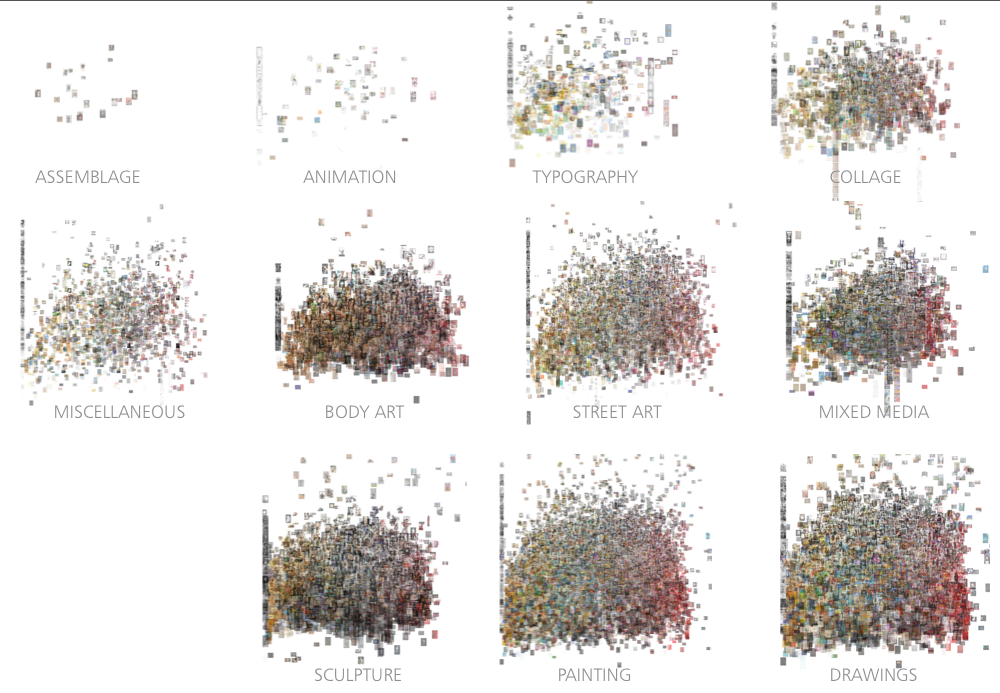 ASSEMBLAGE
ANIMATION
TYPOGRAPHY
COLLAGE
MISCELLANEOUS
BODY ART
STREET ART
MIXED MEDIA
SCULPTURE
PAINTING
DRAWINGS